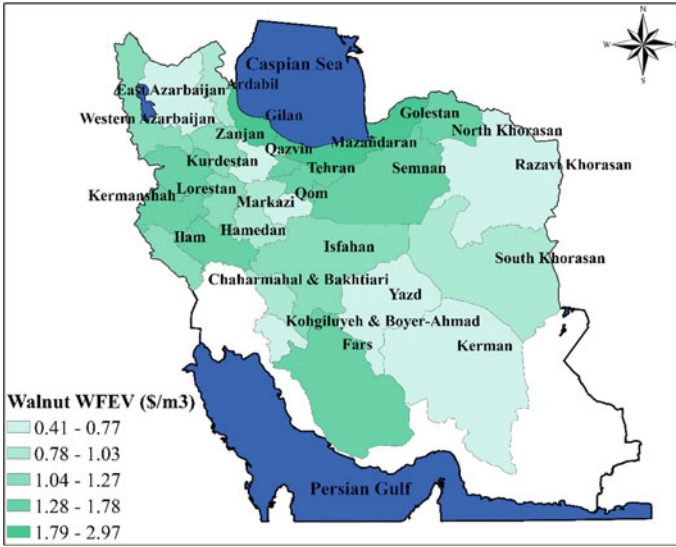 N
W
E
S
Caspian Sea
Ardabil
East Azarbaijan
Western Azarbaijan
Gilan
Golestan
Zanjan
Mazandaran
North Khorasan
Qazvin
Kurdestan
Tehran
Semnan
Razavi Khorasan
Kermanshah
Lorestan
Qom
Markazi
Ilam
Hamedan
Isfahan
South Khorasan
Chaharmahal & Bakhtiari
Yazd
Kohgiluyeh & Boyer-Ahmad
Fars
Kerman
Walnut WFEV ($/m3)
0.41 - 0.77
0.78 - 1.03
1.04 - 1.27
1.28 - 1.78
1.79 - 2.97
Persian Gulf